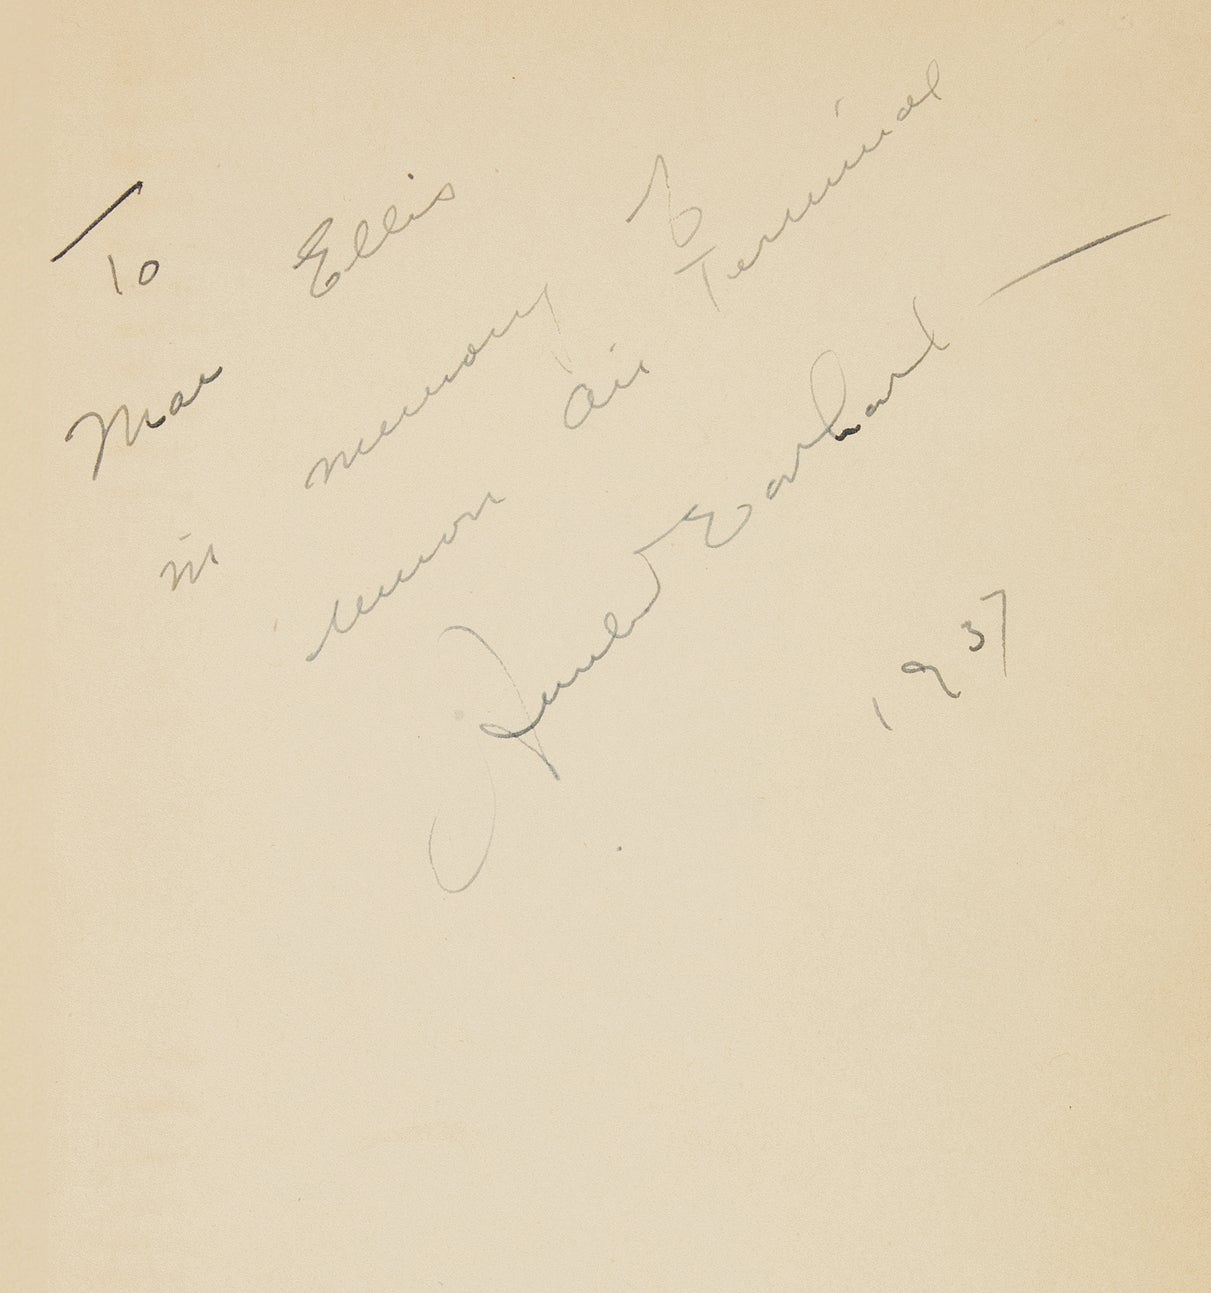 To
Mae Ellis
in memory of
Union Air Terminal
Amelia Earhart
1937